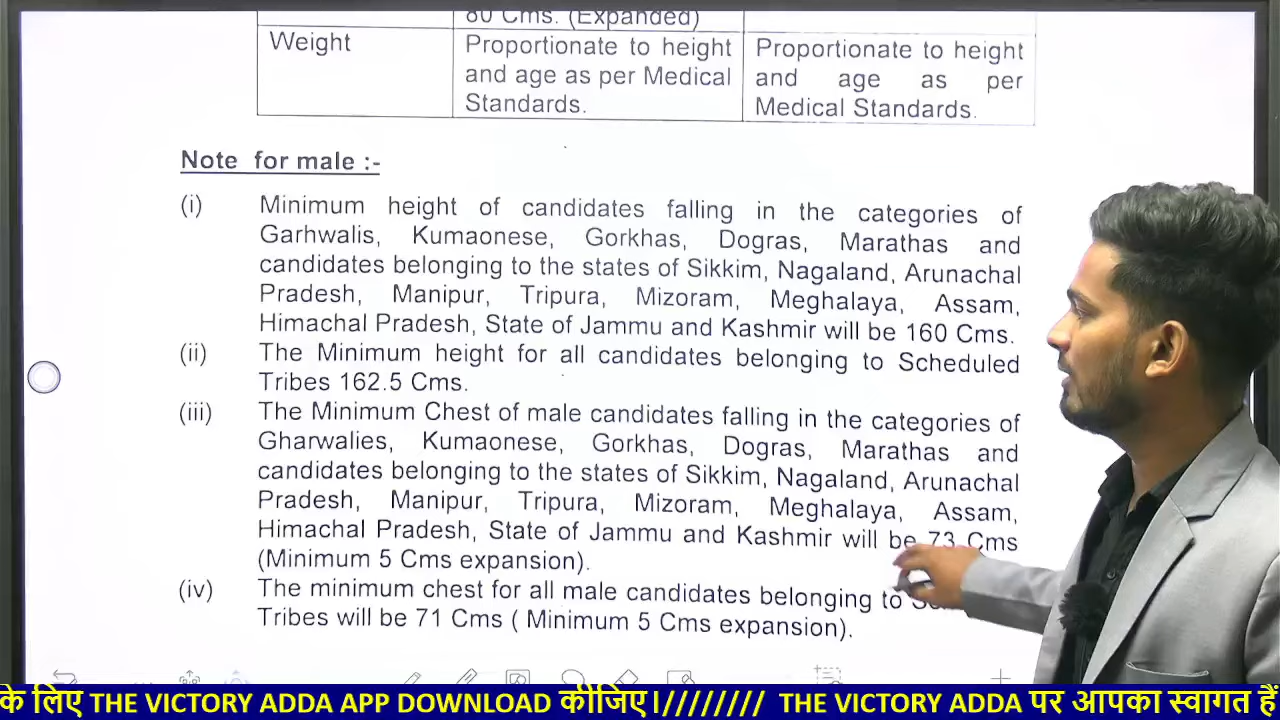 80 Cms. (Expanded)
Weight
Proportionate to height
and age as per Medical
Standards.
Proportionate to height
and age as per
Medical Standards.
Note for male :-
(i) Minimum height of candidates falling in the categories of
Garhwalis, Kumaonese, Gorkhas, Dogras, Marathas and
candidates belonging to the states of Sikkim, Nagaland, Arunachal
Pradesh, Manipur, Tripura, Mizoram, Meghalaya, Assam,
Himachal Pradesh, State of Jammu and Kashmir will be 160 Cms.
(ii) The Minimum height for all candidates belonging to Scheduled
Tribes 162.5 Cms.
(iii) The Minimum Chest of male candidates falling in the categories of
Gharwalies, Kumaonese, Gorkhas, Dogras, Marathas and
candidates belonging to the states of Sikkim, Nagaland, Arunachal
Pradesh, Manipur, Tripura, Mizoram, Meghalaya, Assam,
Himachal Pradesh, State of Jammu and Kashmir will be 73 Cms
(Minimum 5 Cms expansion).
(iv) The minimum chest for all male candidates belonging to
Tribes will be 71 Cms ( Minimum 5 Cms expansion).
के लिए THE VICTORY ADDA APP DOWNLOAD कीजिए।//////// THE VICTORY ADDA पर आपका स्वागत हैं